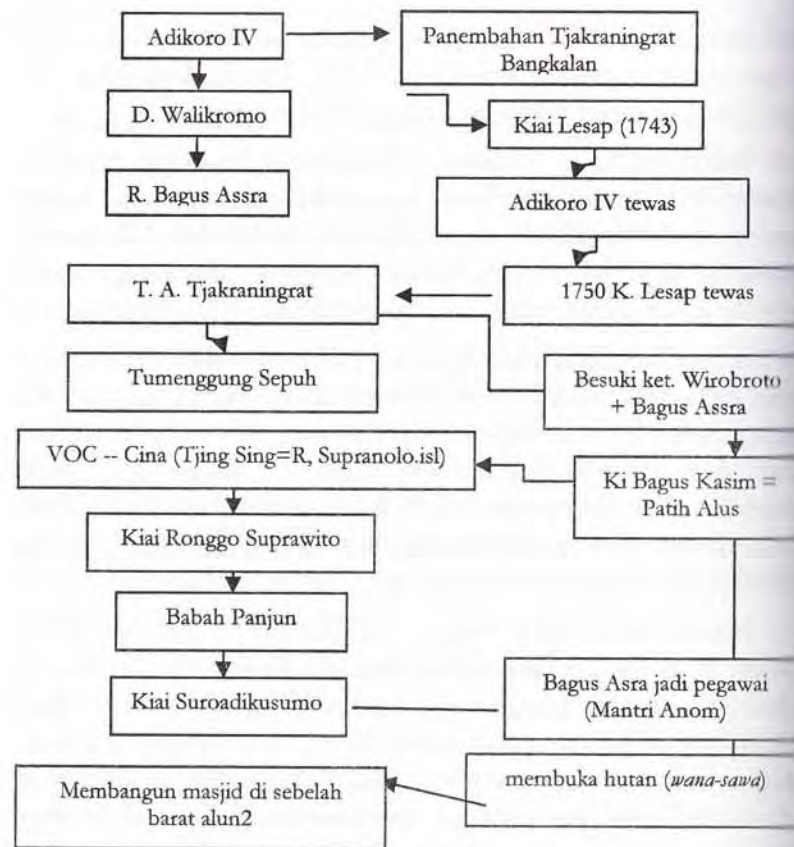 Adikoro IV
Panembahan Tjakraningrat
Bangkalan
D. Walikromo
Kiai Lesap (1743)
R. Bagus Assra
Adikoro IV tewas
T. A. Tjakraningrat
1750 K. Lesap tewas
Tumenggung Sepuh
Besuki ket. Wirobroto
+ Bagus Assra
VOC -- Cina (Tjing Sing=R, Supranolo.isl)
Ki Bagus Kasim =
Patih Alus
Kiai Ronggo Suprawito
Babah Panjun
Kiai Suroadikusumo
Bagus Asra jadi pegawai
(Mantri Anom)
membuka hutan (wana-sawa)
Membangun masjid di sebelah
barat alun2